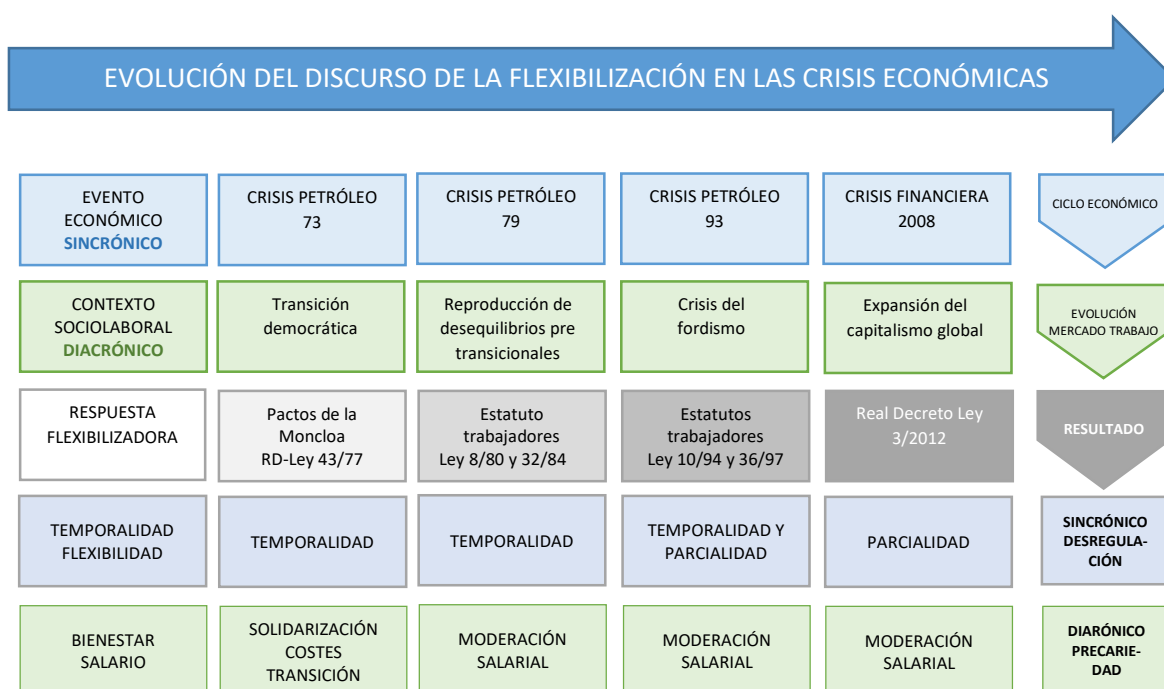 EVOLUCIÓN DEL DISCURSO DE LA FLEXIBILIZACIÓN EN LAS CRISIS ECONÓMICAS
EVENTO
ECONÓMICO
SINCRÓNICO
CRISIS PETRÓLEO
73
CRISIS PETRÓLEO
79
CRISIS PETRÓLEO
93
CRISIS FINANCIERA
2008
CICLO ECONÓMICO
CONTEXTO
SOCIOLABORAL
DIACRÓNICO
Transición
democrática
Reproducción de
desequilibrios pre
transicionales
Crisis del
fordismo
Expansión del
capitalismo global
EVOLUCIÓN
MERCADO TRABAJO
RESPUESTA
FLEXIBILIZADORA
Pactos de la
Moncloa
RD-Ley 43/77
Estatuto
trabajadores
Ley 8/80 y 32/84
Estatutos
trabajadores
Ley 10/94 y 36/97
Real Decreto Ley
3/2012
RESULTADO
TEMPORALIDAD
FLEXIBILIDAD
TEMPORALIDAD
TEMPORALIDAD
TEMPORALIDAD Y
PARCIALIDAD
PARCIALIDAD
SINCRÓNICO
DESREGULA-
CIÓN
BIENESTAR
SALARIO
SOLIDARIZACIÓN
COSTES
TRANSICIÓN
MODERACIÓN
SALARIAL
MODERACIÓN
SALARIAL
MODERACIÓN
SALARIAL
DIARÓNICO
PRECARIE-
DAD